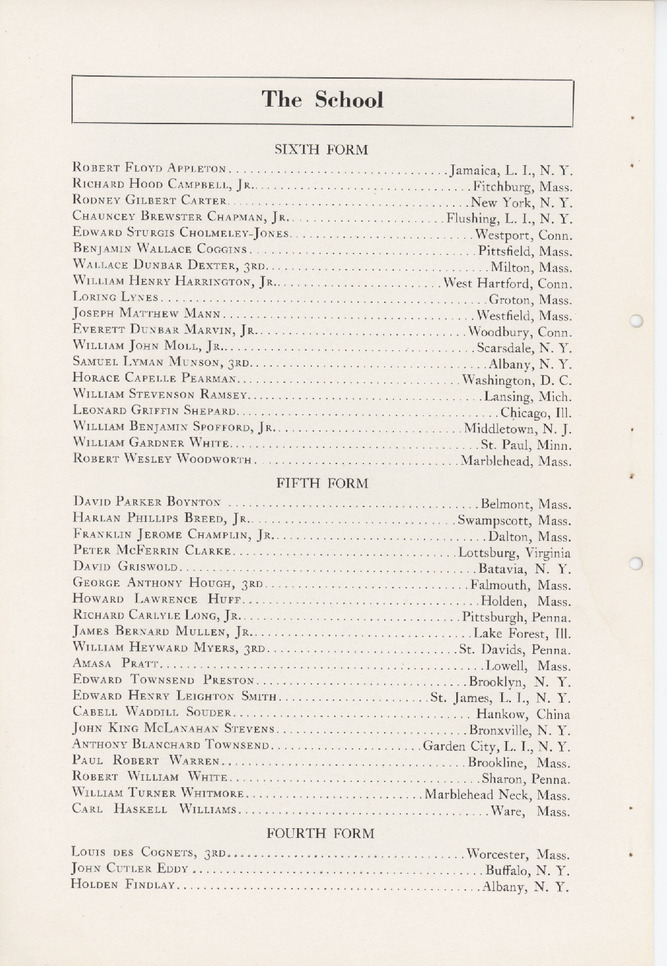 The School
SIXTH FORM
Robert Floyd Appleton........................Jamaica, L. I., N. Y.
Richard Hood Campbell, Jr.........................Fitchburg, Mass.
Rodney Gilbert Carter...........................New York, N. Y.
Chauncey Brewster Chapman, Jr...................Flushing, L. I., N. Y.
Edward Sturgis Cholmeley-Jones....................Westport, Conn.
Benjamin Wallace Coggins.........................Pittsfield, Mass.
Wallace Dunbar Dexter, 3rd.........................Milton, Mass.
William Henry Harrington, Jr...................West Hartford, Conn.
Loring Lynes....................................Groton, Mass.
Joseph Matthew Mann............................Westfield, Mass.
Everett Dunbar Marvin, Jr........................Woodbury, Conn.
William John Moll, Jr............................Scarsdale, N. Y.
Samuel Lyman Munson, 3rd..........................Albany, N. Y.
Horace Capelle Pearman.........................Washington, D. C.
William Stevenson Ramsey..........................Lansing, Mich.
Leonard Griffin Shepard.............................Chicago, Ill.
William Benjamin Spofford, Jr.....................Middletown, N. J.
William Gardner White............................St. Paul, Minn.
Robert Wesley Woodworth.......................Marblehead, Mass.
FIFTH FORM
David Parker Boynton ............................Belmont, Mass.
Harlan Phillips Breed, Jr.......................Swampscott, Mass.
Franklin Jerome Champlin, Jr.......................Dalton, Mass.
Peter McFerrin Clarke.........................Lottsburg, Virginia
David Griswold.................................Batavia, N. Y.
George Anthony Hough, 3rd.......................Falmouth, Mass.
Howard Lawrence Huff..........................Holden, Mass.
Richard Carlyle Long, Jr.........................Pittsburgh, Penna.
James Bernard Mullen, Jr.........................Lake Forest, Ill.
William Heyward Myers, 3rd.....................St. Davids, Penna.
Amasa Pratt....................................Lowell, Mass.
Edward Townsend Preston........................Brooklyn, N. Y.
Edward Henry Leighton Smith.................St. James, L. I., N. Y.
Cabell Waddill Souder.......................... Hankow, China
John King McLanahan Stevens.....................Bronxville, N. Y.
Anthony Blanchard Townsend.................Garden City, L. I., N. Y.
Paul Robert Warren...........................Brookline, Mass.
Robert William White............................Sharon, Penna.
William Turner Whitmore...................Marblehead Neck, Mass.
Carl Haskell Williams............................Ware, Mass.
FOURTH FORM
Louis des Cognets, 3rd..........................Worcester, Mass.
John Cutler Eddy .............................Buffalo, N. Y.
Holden Findlay.................................Albany, N. Y.